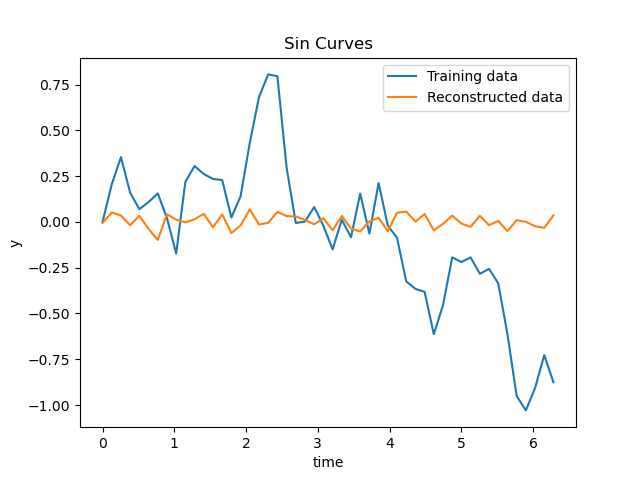 Sin Curves
Training data
Reconstructed data
0.75
0.50
0.25
0.00
−0.25
−0.50
−0.75
−1.00
y
0 1 2 3 4 5 6
time